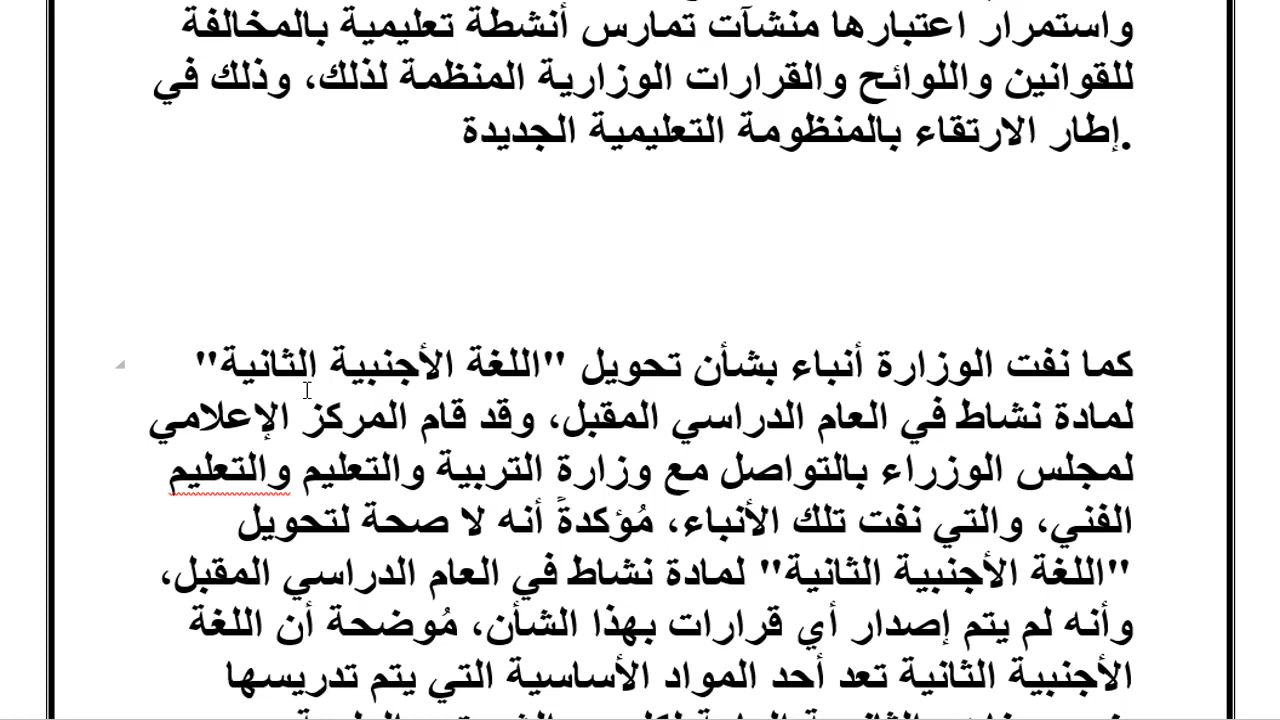 واستمرار اعتبارها منشآت تمارس أنشطة تعليمية بالمخالفة
للقوانين واللوائح والقرارات الوزارية المنظمة لذلك، وذلك في
.إطار الارتقاء بالمنظومة التعليمية الجديدة
كما نفت الوزارة أنباء بشأن تحويل "اللغة الأجنبية الثانية"
لمادة نشاط في العام الدراسي المقبل، وقد قام المركز الإعلامي
لمجلس الوزراء بالتواصل مع وزارة التربية والتعليم والتعليم
الفني، والتي نفت تلك الأنباء، مُؤكدةً أنه لا صحة لتحويل
"اللغة الأجنبية الثانية" لمادة نشاط في العام الدراسي المقبل،
وأنه لم يتم إصدار أي قرارات بهذا الشأن، مُوضحة أن اللغة
الأجنبية الثانية تعد أحد المواد الأساسية التي يتم تدريسها